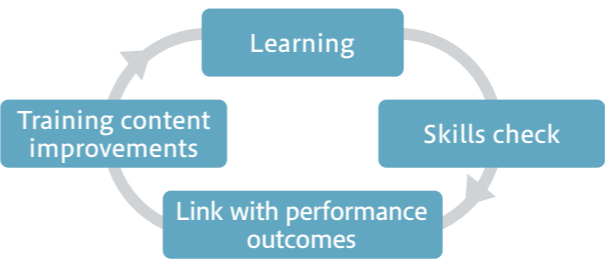 Learning
Skills check
Link with performance
outcomes
Training content
improvements